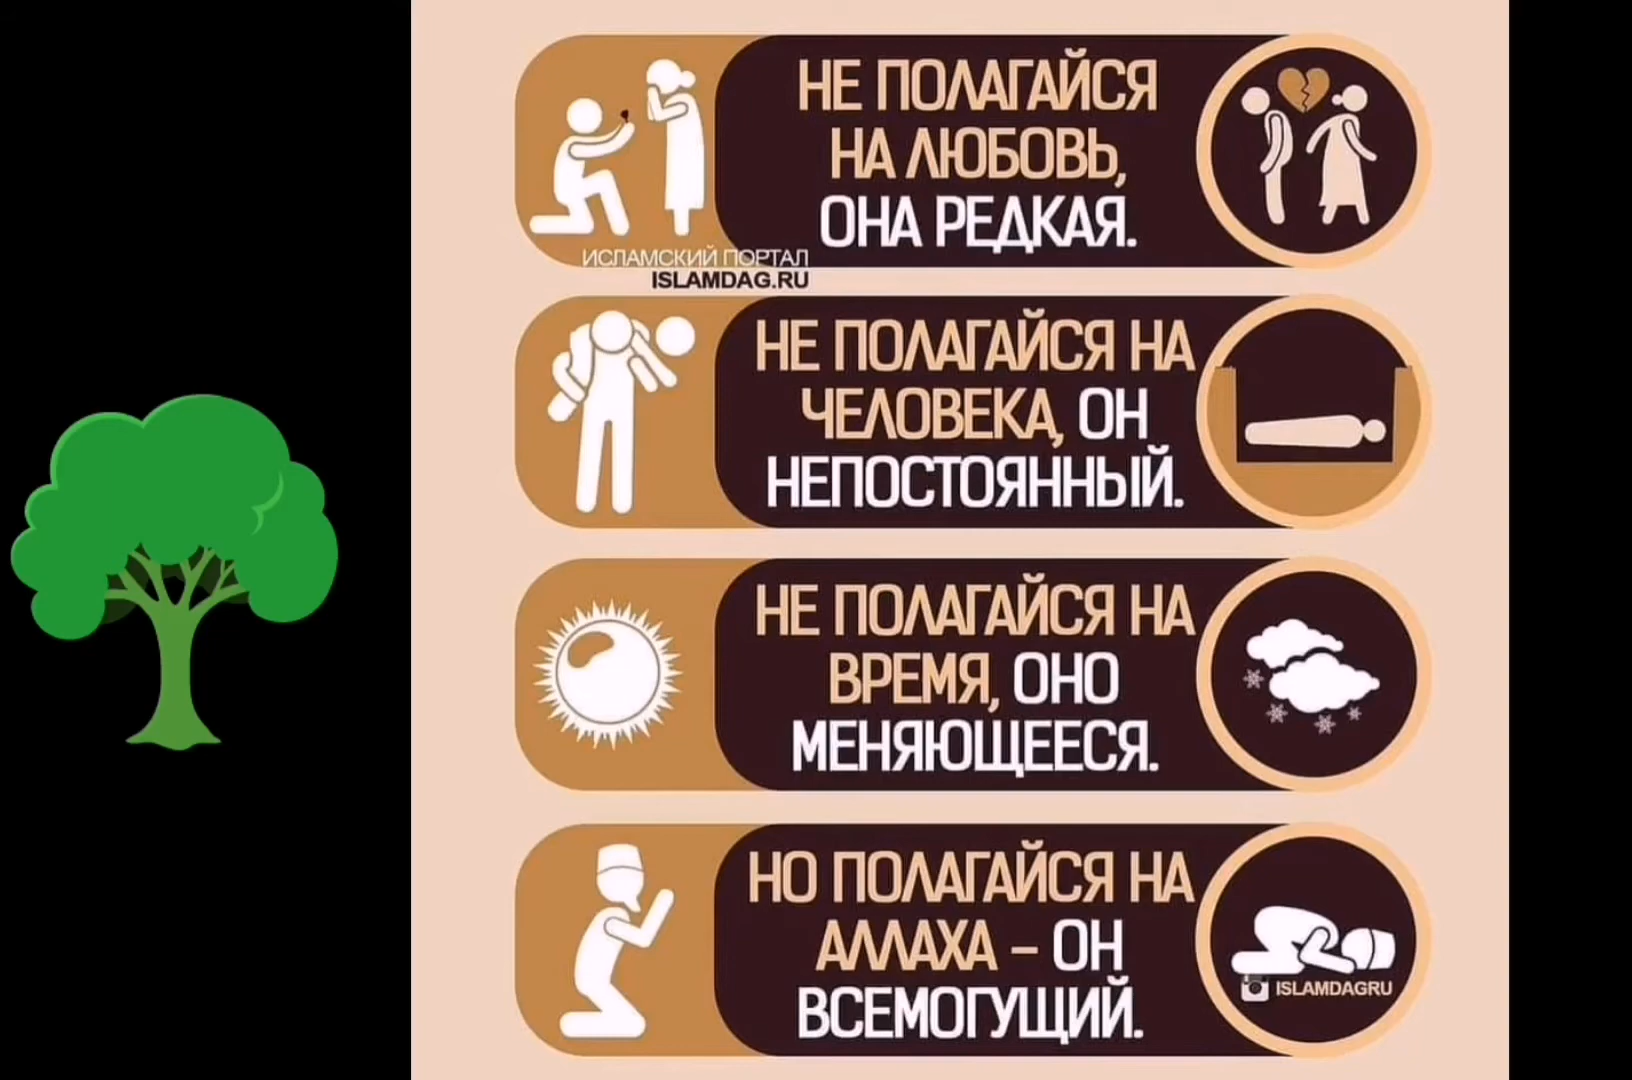 НЕ ПОЛАГАЙСЯ
НА ЛЮБОВЬ,
ОНА РЕДКАЯ.
ИСЛАМСКИЙ ПОРТАЛ
ISLAMDAG.RU
НЕ ПОЛАГАЙСЯ НА
ЧЕЛОВЕКА, ОН
НЕПОСТОЯННЫЙ.
НЕ ПОЛАГАЙСЯ НА
ВРЕМЯ, ОНО
МЕНЯЮЩЕЕСЯ.
НО ПОЛАГАЙСЯ НА
АЛЛАХА – ОН
ВСЕМОГУЩИЙ.
ISLAMDAGRU